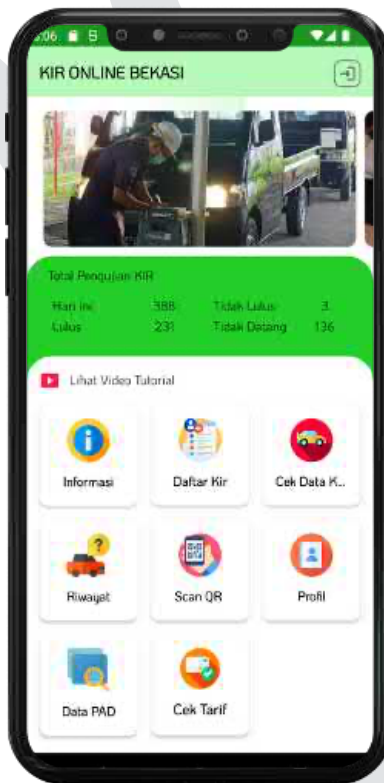 KIR ONLINE BEKASI
Total Pengujian KIR
Hari ini 388 Tidak Lulus 3
Lulus 231 Tidak Datang 136
Lihat Video Tutorial
Informasi Daftar Kir Cek Data K...
Riwayat Scan QR Profil
Data PAD Cek Tarif